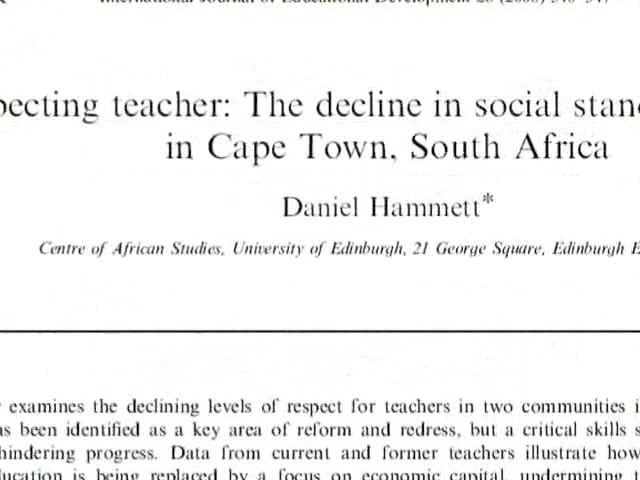 pecting teacher: The decline in social stan
in Cape Town, South Africa
Daniel Hammett*
Centre of African Studies, University of Edinburgh, 21 George Square, Edinburgh E
examines the declining levels of respect for teachers in two communities i
as been identified as a key area of reform and redress, but a critical skills s
hindering progress. Data from current and former teachers illustrate how
ucation is being replaced by a focus on economic capital, undermining